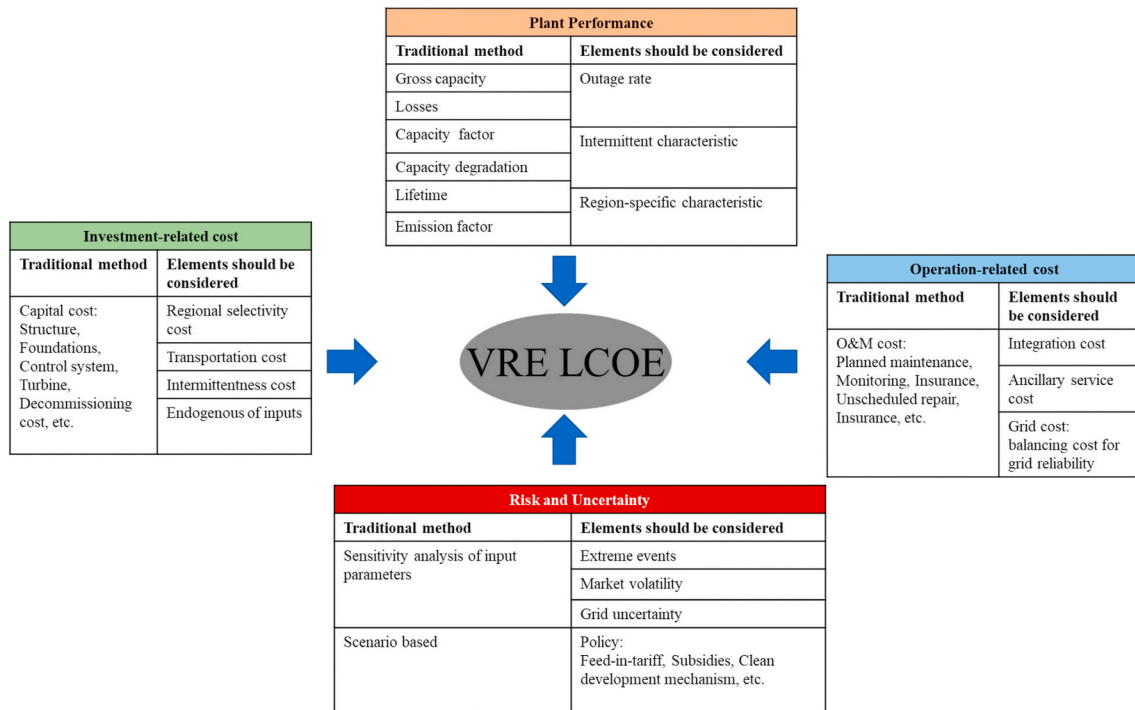 Plant Performance
Traditional method
Elements should be considered
Gross capacity
Losses
Capacity factor
Capacity degradation
Lifetime
Emission factor
Outage rate
Intermittent characteristic
Region-specific characteristic
Investment-related cost
Traditional method
Elements should be
considered
Capital cost:
Structure,
Foundations,
Control system,
Turbine,
Decommissioning
cost, etc.
Regional selectivity
cost
Transportation cost
Intermittentness cost
Endogenous of inputs
VRE LCOE
Operation-related cost
Traditional method
Elements should
be considered
O&M cost:
Planned maintenance,
Monitoring, Insurance,
Unscheduled repair,
Insurance, etc.
Integration cost
Ancillary service
cost
Grid cost:
balancing cost for
grid reliability
Risk and Uncertainty
Traditional method
Elements should be considered
Sensitivity analysis of input
parameters
Extreme events
Market volatility
Grid uncertainty
Scenario based
Policy:
Feed-in-tariff, Subsidies, Clean
development mechanism, etc.